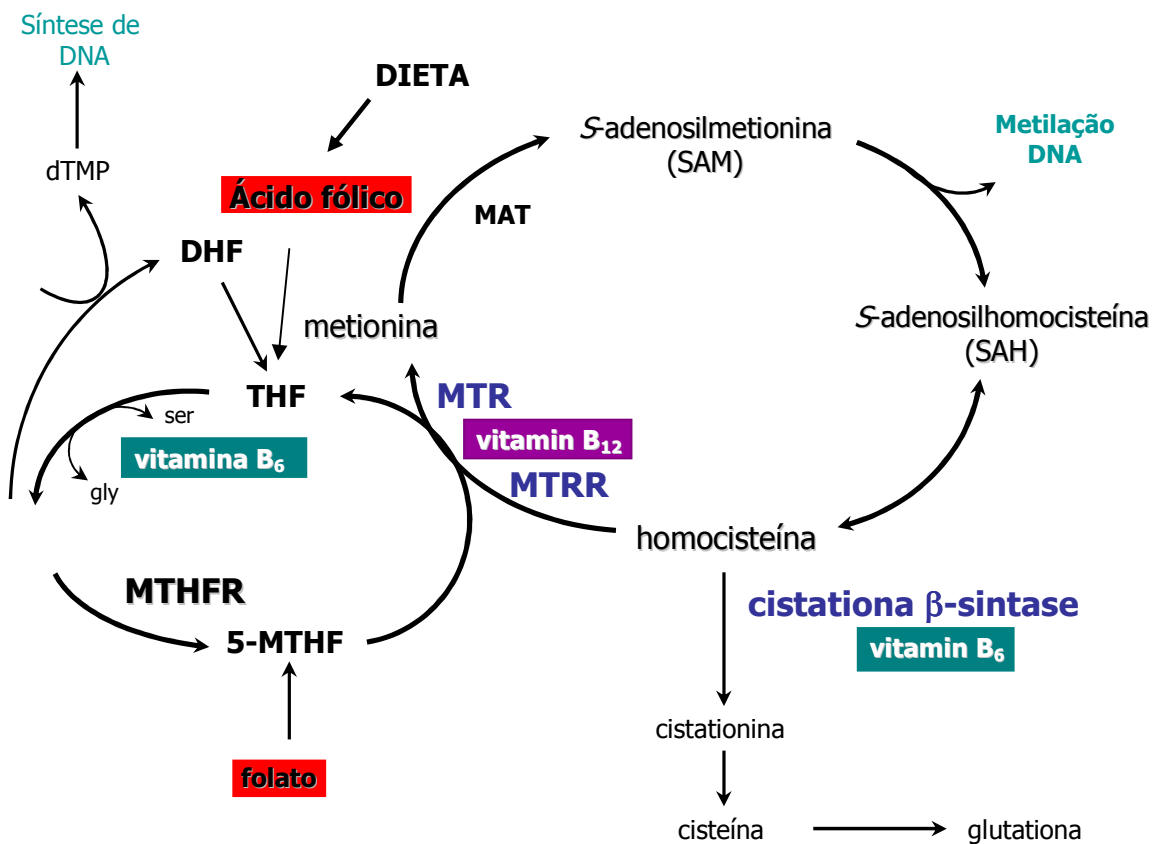 Síntese de
DNA
DIETA
S-adenosilmetionina
(SAM)
Metilação
DNA
dTMP
Ácido fólico
MAT
DHF
metionina
S-adenosilhomocisteína
(SAH)
THF
MTR
ser
vitamin B₁₂
vitamina B₆
MTRR
gly
homocisteína
MTHFR
cistationa β-sintase
5-MTHF
vitamin B₆
cistationina
folato
cisteína
glutationa